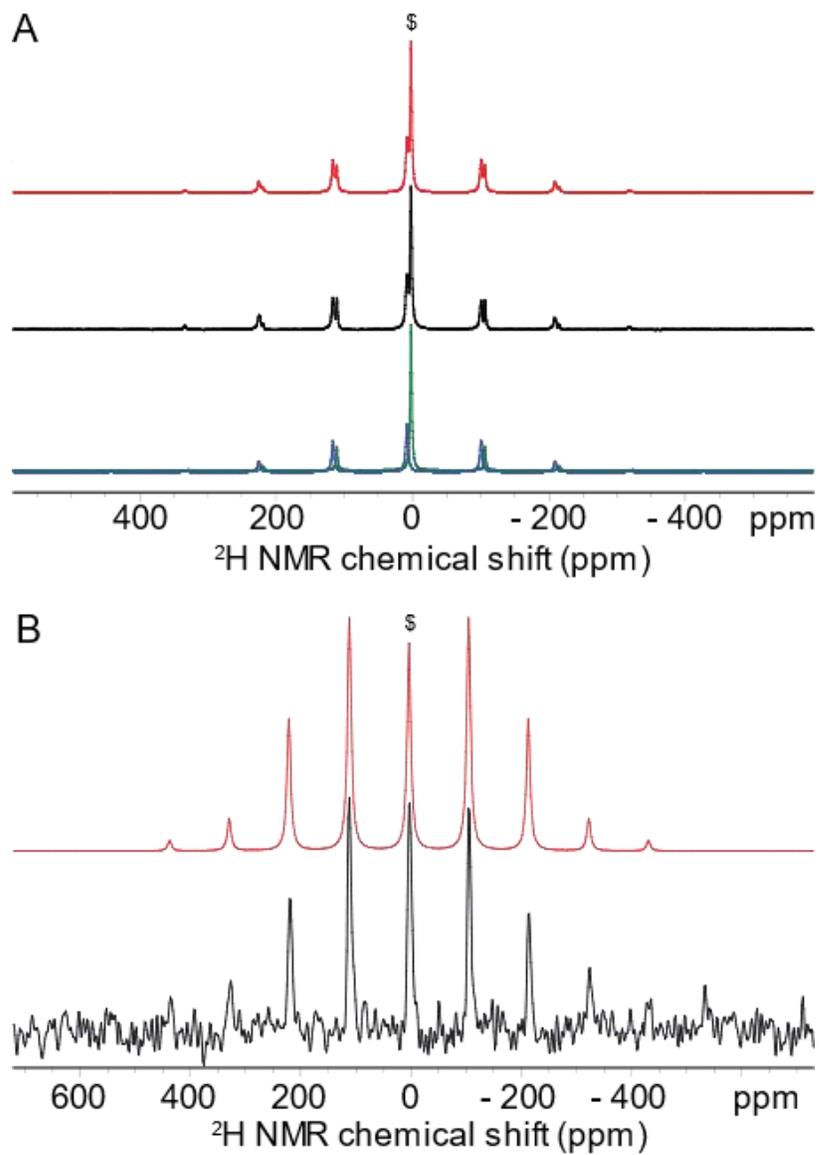 A
$
400 200 0 - 200 - 400 ppm
²H NMR chemical shift (ppm)
B
$
600 400 200 0 - 200 - 400 ppm
²H NMR chemical shift (ppm)